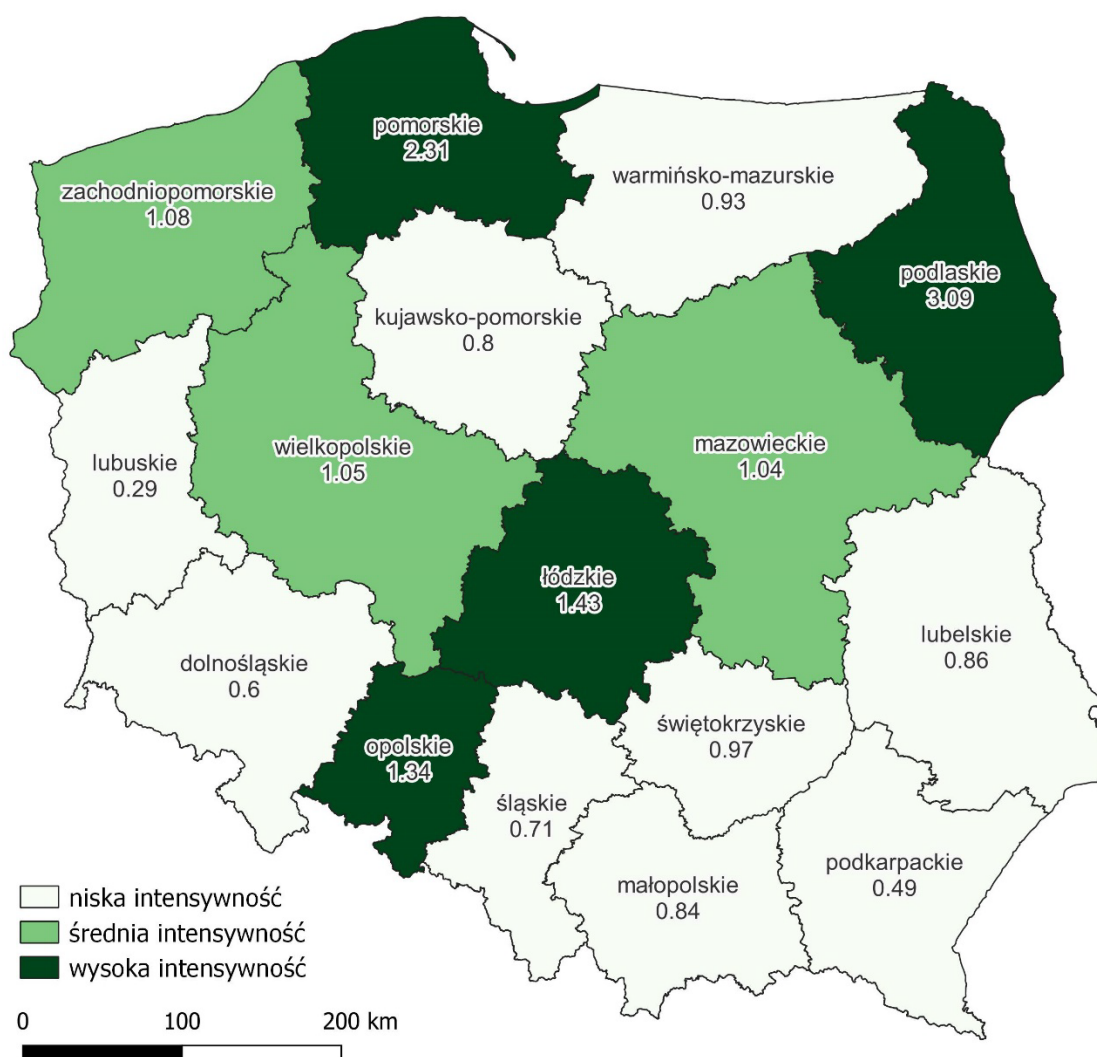 pomorskie
2.31
warmińsko-mazurskie
0.93
zachodniopomorskie
1.08
podlaskie
3.09
kujawsko-pomorskie
0.8
wielkopolskie
1.05
mazowieckie
1.04
lubuskie
0.29
łódzkie
1.43
lubelskie
0.86
dolnośląskie
0.6
świętokrzyskie
0.97
opolskie
1.34
śląskie
0.71
podkarpackie
0.49
małopolskie
0.84
niska intensywność
średnia intensywność
wysoka intensywność
0 100 200 km